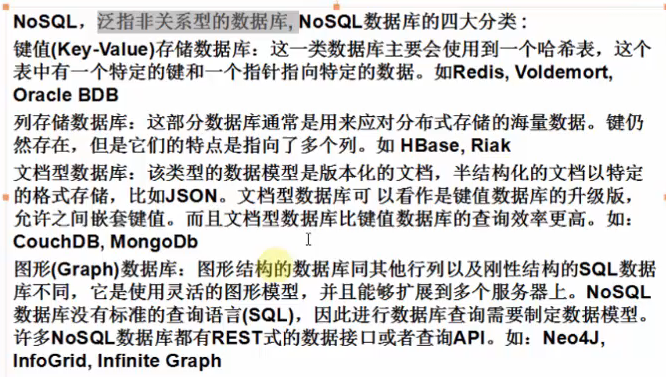 NoSQL，泛指非关系型的数据库, NoSQL数据库的四大分类：
键值(Key-Value)存储数据库：这一类数据库主要会使用到一个哈希表，这个
表中有一个特定的键和一个指针指向特定的数据。如Redis, Voldemort,
Oracle BDB
列存储数据库：这部分数据库通常是用来应对分布式存储的海量数据。键仍
然存在，但是它们的特点是指向了多个列。如 HBase, Riak
文档型数据库：该类型的数据模型是版本化的文档，半结构化的文档以特定
的格式存储，比如JSON。文档型数据库可 以看作是键值数据库的升级版，
允许之间嵌套键值。而且文档型数据库比键值数据库的查询效率更高。如：
CouchDB, MongoDb
图形(Graph)数据库：图形结构的数据库同其他行列以及刚性结构的SQL数据
库不同，它是使用灵活的图形模型，并且能够扩展到多个服务器上。NoSQL
数据库没有标准的查询语言(SQL)，因此进行数据库查询需要制定数据模型。
许多NoSQL数据库都有REST式的数据接口或者查询API。如：Neo4J,
InfoGrid, Infinite Graph